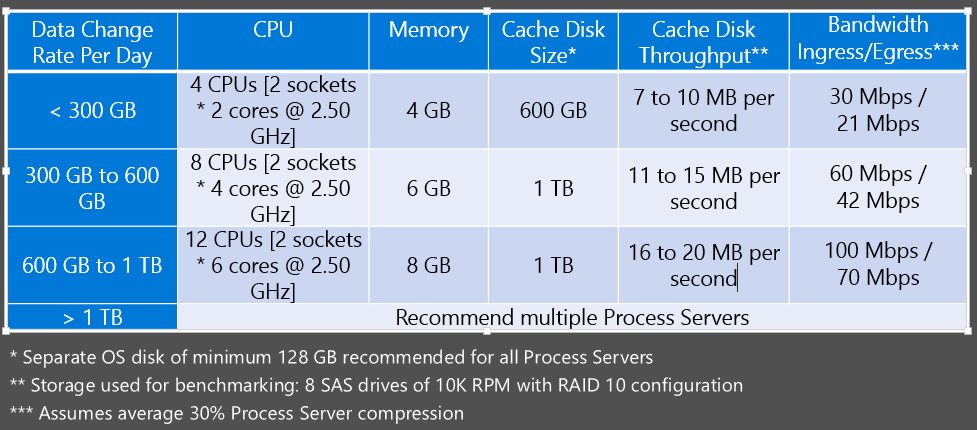 Data Change
Rate Per Day
CPU
Memory
Cache Disk
Size*
Cache Disk
Throughput**
Bandwidth
Ingress/Egress***
< 300 GB
4 CPUs [2 sockets
* 2 cores @ 2.50
GHz]
4 GB
600 GB
7 to 10 MB per
second
30 Mbps /
21 Mbps
300 GB to 600
GB
8 CPUs [2 sockets
* 4 cores @ 2.50
GHz]
6 GB
1 TB
11 to 15 MB per
second
60 Mbps /
42 Mbps
600 GB to 1 TB
12 CPUs [2 sockets
* 6 cores @ 2.50
GHz]
8 GB
1 TB
16 to 20 MB per
second
100 Mbps /
70 Mbps
> 1 TB
Recommend multiple Process Servers
* Separate OS disk of minimum 128 GB recommended for all Process Servers
** Storage used for benchmarking: 8 SAS drives of 10K RPM with RAID 10 configuration
*** Assumes average 30% Process Server compression